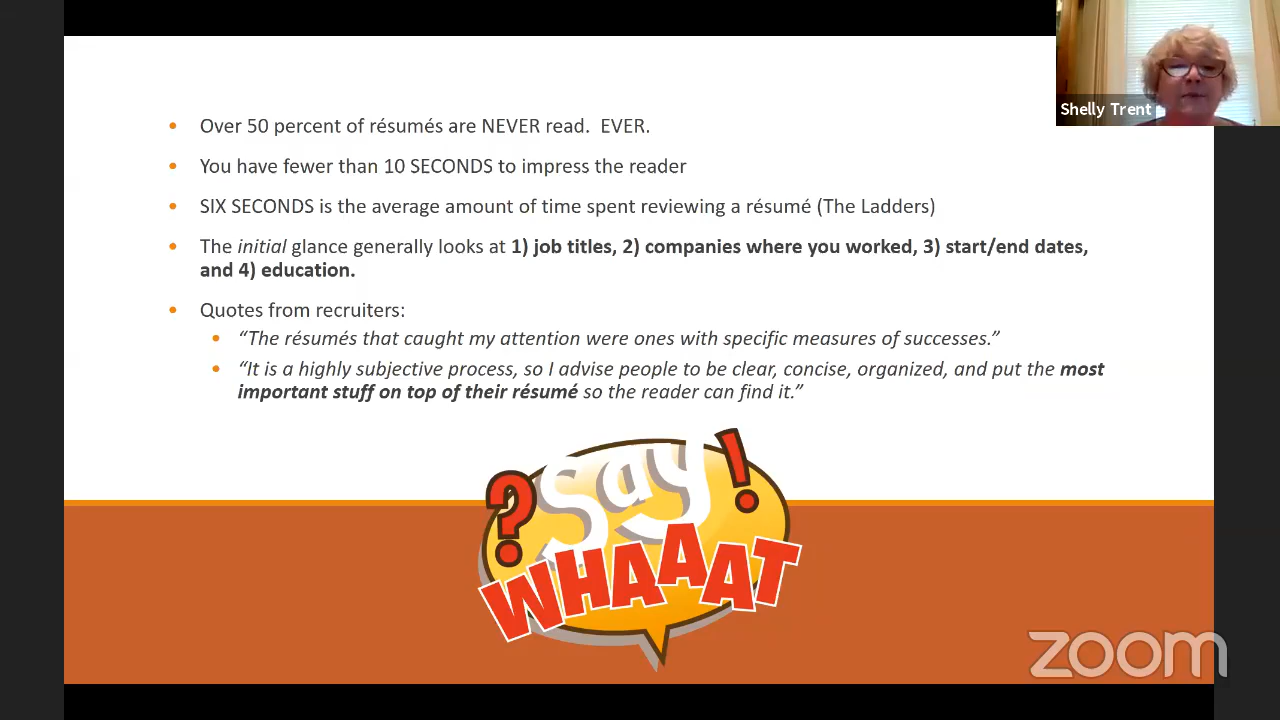 Shelly Trent
• Over 50 percent of résumés are NEVER read.  EVER.
• You have fewer than 10 SECONDS to impress the reader
• SIX SECONDS is the average amount of time spent reviewing a résumé (The Ladders)
• The initial glance generally looks at 1) job titles, 2) companies where you worked, 3) start/end dates,
and 4) education.
• Quotes from recruiters:
• “The résumés that caught my attention were ones with specific measures of successes.”
• “It is a highly subjective process, so I advise people to be clear, concise, organized, and put the most
important stuff on top of their résumé so the reader can find it.”
? Say !
WHAAAT
zoom